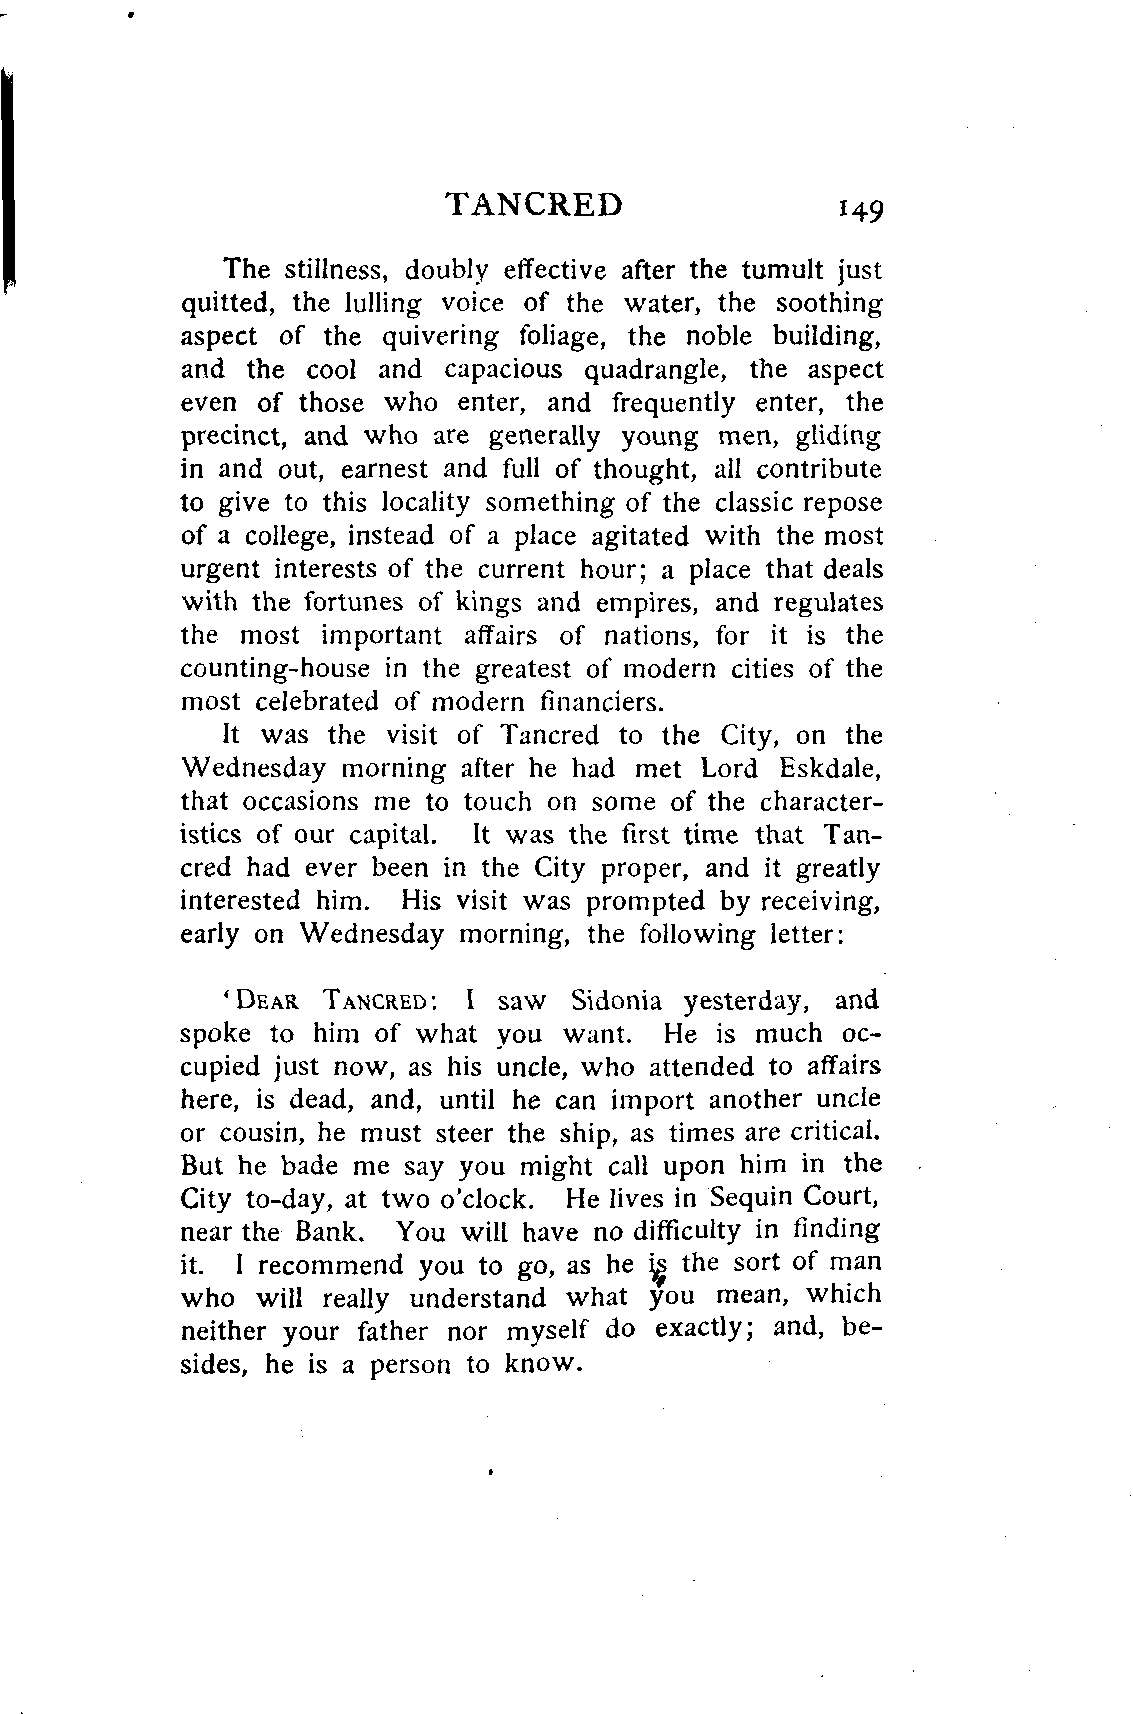 TANCRED 149
The stillness, doubly effective after the tumult just
quitted, the lulling voice of the water, the soothing
aspect of the quivering foliage, the noble building,
and the cool and capacious quadrangle, the aspect
even of those who enter, and frequently enter, the
precinct, and who are generally young men, gliding
in and out, earnest and full of thought, all contribute
to give to this locality something of the classic repose
of a college, instead of a place agitated with the most
urgent interests of the current hour; a place that deals
with the fortunes of kings and empires, and regulates
the most important affairs of nations, for it is the
counting-house in the greatest of modern cities of the
most celebrated of modern financiers.
It was the visit of Tancred to the City, on the
Wednesday morning after he had met Lord Eskdale,
that occasions me to touch on some of the character-
istics of our capital. It was the first time that Tan-
cred had ever been in the City proper, and it greatly
interested him. His visit was prompted by receiving,
early on Wednesday morning, the following letter:
‘DEAR TANCRED: I saw Sidonia yesterday, and
spoke to him of what you want. He is much oc-
cupied just now, as his uncle, who attended to affairs
here, is dead, and, until he can import another uncle
or cousin, he must steer the ship, as times are critical.
But he bade me say you might call upon him in the
City to-day, at two o'clock. He lives in Sequin Court,
near the Bank. You will have no difficulty in finding
it. I recommend you to go, as he is the sort of man
who will really understand what you mean, which
neither your father nor myself do exactly; and, be-
sides, he is a person to know.